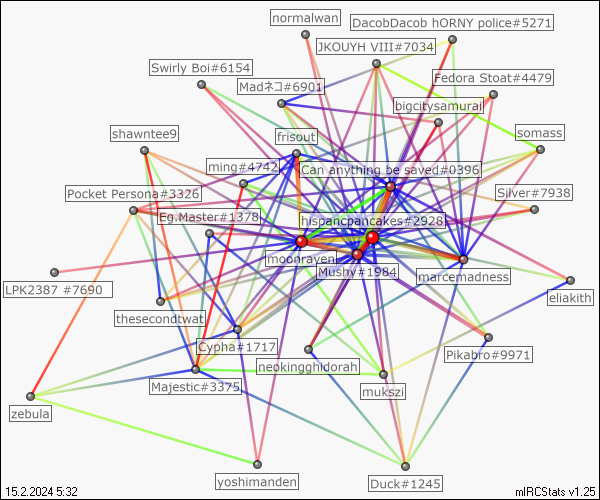 normalwan
DacobDacob hORNY police#5271
JKOUYH VIII#7034
Swirly Boi#6154
Fedora Stoat#4479
Madネコ#6901
bigcitysamurai
shawntee9
frisout
somass
ming#4742
Can anything be saved#0396
Pocket Persona#3326
Silver#7938
Eg.Master#1378
hispancpancakes#2928
moonrayen
Mushy#1984
marcemadness
LPK2387 #7690
eliakith
thesecondtwat
Cypha#1717
Pikabro#9971
neokingghidorah
Majestic#3375
mukszi
zebula
yoshimanden
Duck#1245
15.2.2024 5:32
mIRCStats v1.25